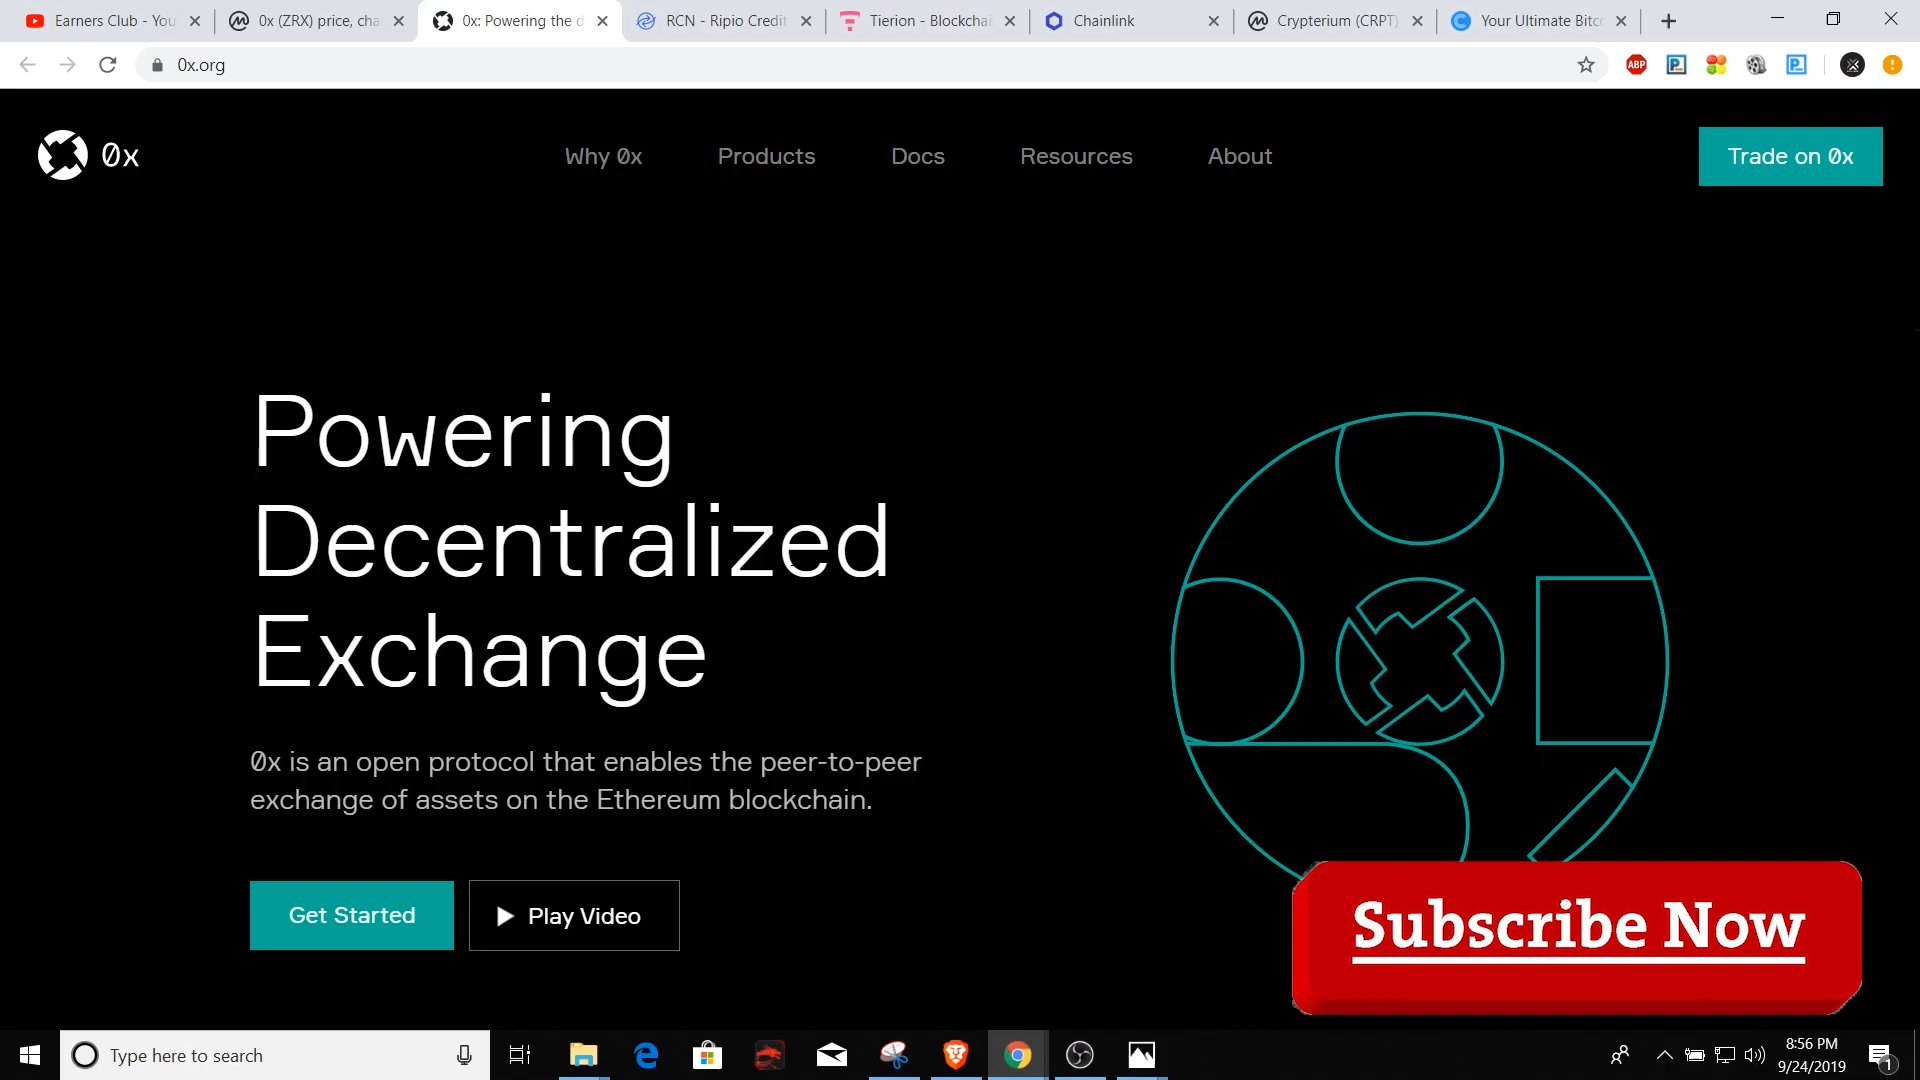 Earners Club - You
0x (ZRX) price, cha
0x: Powering the d
RCN - Ripio Credit
Tierion - Blockchai
Chainlink
Crypterium (CRPT)
Your Ultimate Bitc
0x.org
ABP
0x
Why 0x
Products
Docs
Resources
About
Trade on 0x
Powering
Decentralized
Exchange
0x is an open protocol that enables the peer-to-peer
exchange of assets on the Ethereum blockchain.
Get Started
Play Video
Subscribe Now
Type here to search
8:56 PM
9/24/2019
1